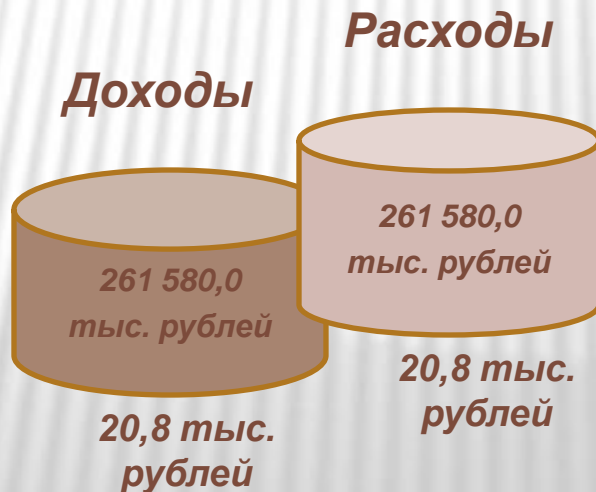 Расходы
Доходы
261 580,0
тыс. рублей
261 580,0
тыс. рублей
20,8 тыс.
рублей
20,8 тыс.
рублей